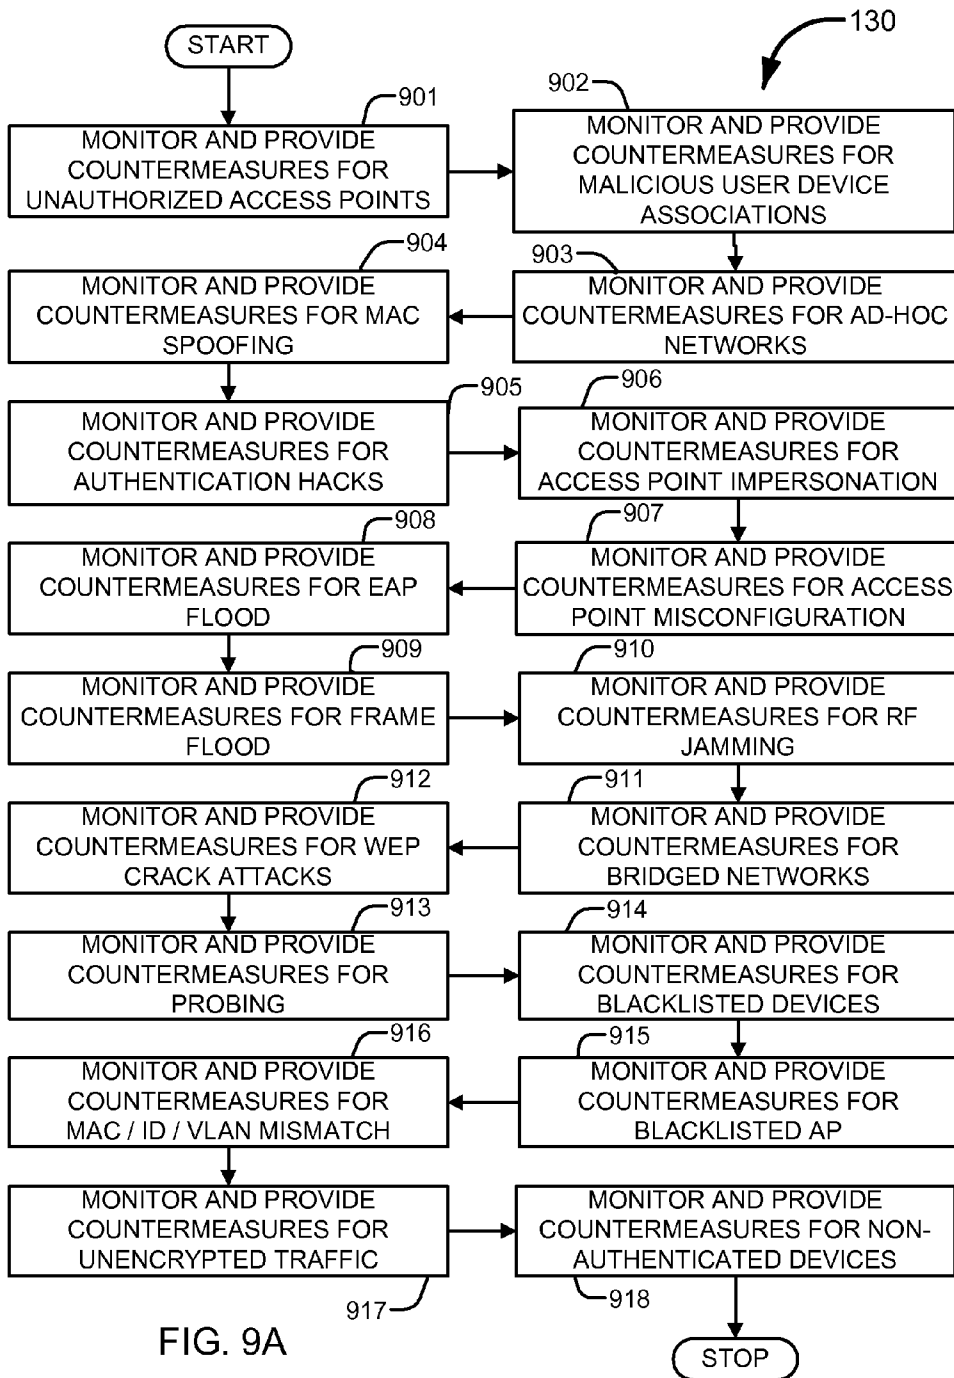 START
130
901
MONITOR AND PROVIDE
COUNTERMEASURES FOR
UNAUTHORIZED ACCESS POINTS
902
MONITOR AND PROVIDE
COUNTERMEASURES FOR
MALICIOUS USER DEVICE
ASSOCIATIONS
903
MONITOR AND PROVIDE
COUNTERMEASURES FOR AD-HOC
NETWORKS
904
MONITOR AND PROVIDE
COUNTERMEASURES FOR MAC
SPOOFING
905
MONITOR AND PROVIDE
COUNTERMEASURES FOR
AUTHENTICATION HACKS
906
MONITOR AND PROVIDE
COUNTERMEASURES FOR
ACCESS POINT IMPERSONATION
907
MONITOR AND PROVIDE
COUNTERMEASURES FOR ACCESS
POINT MISCONFIGURATION
908
MONITOR AND PROVIDE
COUNTERMEASURES FOR EAP
FLOOD
909
MONITOR AND PROVIDE
COUNTERMEASURES FOR FRAME
FLOOD
910
MONITOR AND PROVIDE
COUNTERMEASURES FOR RF
JAMMING
911
MONITOR AND PROVIDE
COUNTERMEASURES FOR
BRIDGED NETWORKS
912
MONITOR AND PROVIDE
COUNTERMEASURES FOR WEP
CRACK ATTACKS
913
MONITOR AND PROVIDE
COUNTERMEASURES FOR
PROBING
914
MONITOR AND PROVIDE
COUNTERMEASURES FOR
BLACKLISTED DEVICES
915
MONITOR AND PROVIDE
COUNTERMEASURES FOR
BLACKLISTED AP
916
MONITOR AND PROVIDE
COUNTERMEASURES FOR
MAC / ID / VLAN MISMATCH
MONITOR AND PROVIDE
COUNTERMEASURES FOR
UNENCRYPTED TRAFFIC
917
MONITOR AND PROVIDE
COUNTERMEASURES FOR NON-
AUTHENTICATED DEVICES
918
STOP
FIG. 9A